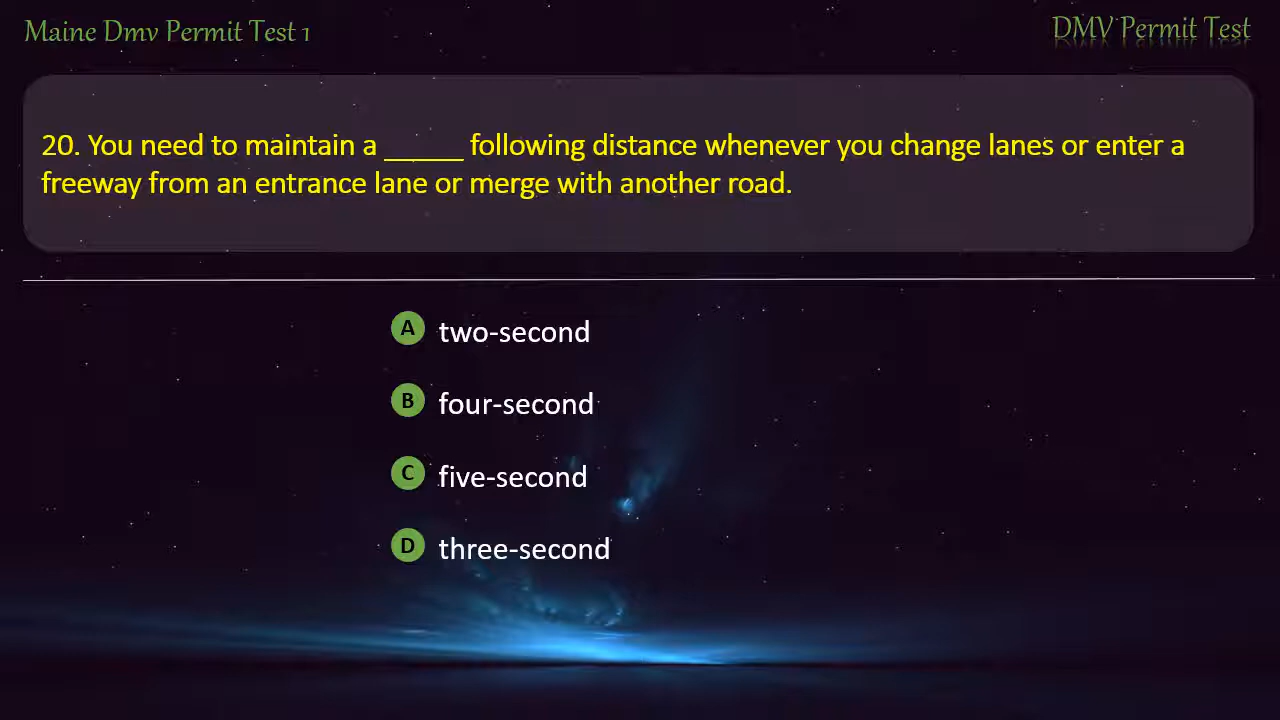 Maine Dmv Permit Test 1
DMV Permit Test
20. You need to maintain a _____ following distance whenever you change lanes or enter a
freeway from an entrance lane or merge with another road.
A two-second
B four-second
C five-second
D three-second